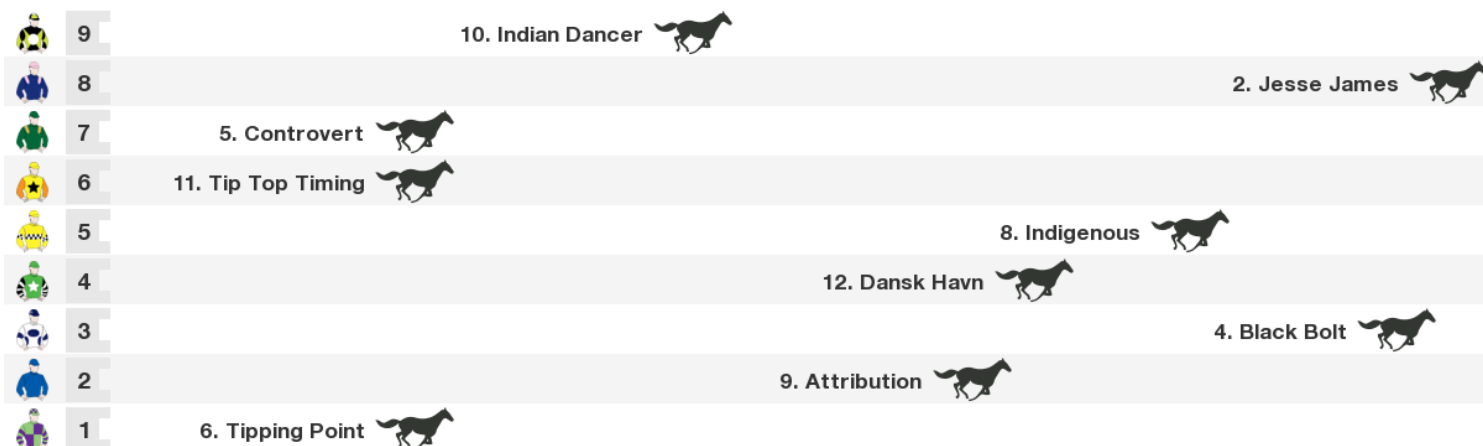 9 10. Indian Dancer
8 2. Jesse James
7 5. Controvert
6 11. Tip Top Timing
5 8. Indigenous
4 12. Dansk Havn
3 4. Black Bolt
2 9. Attribution
1 6. Tipping Point